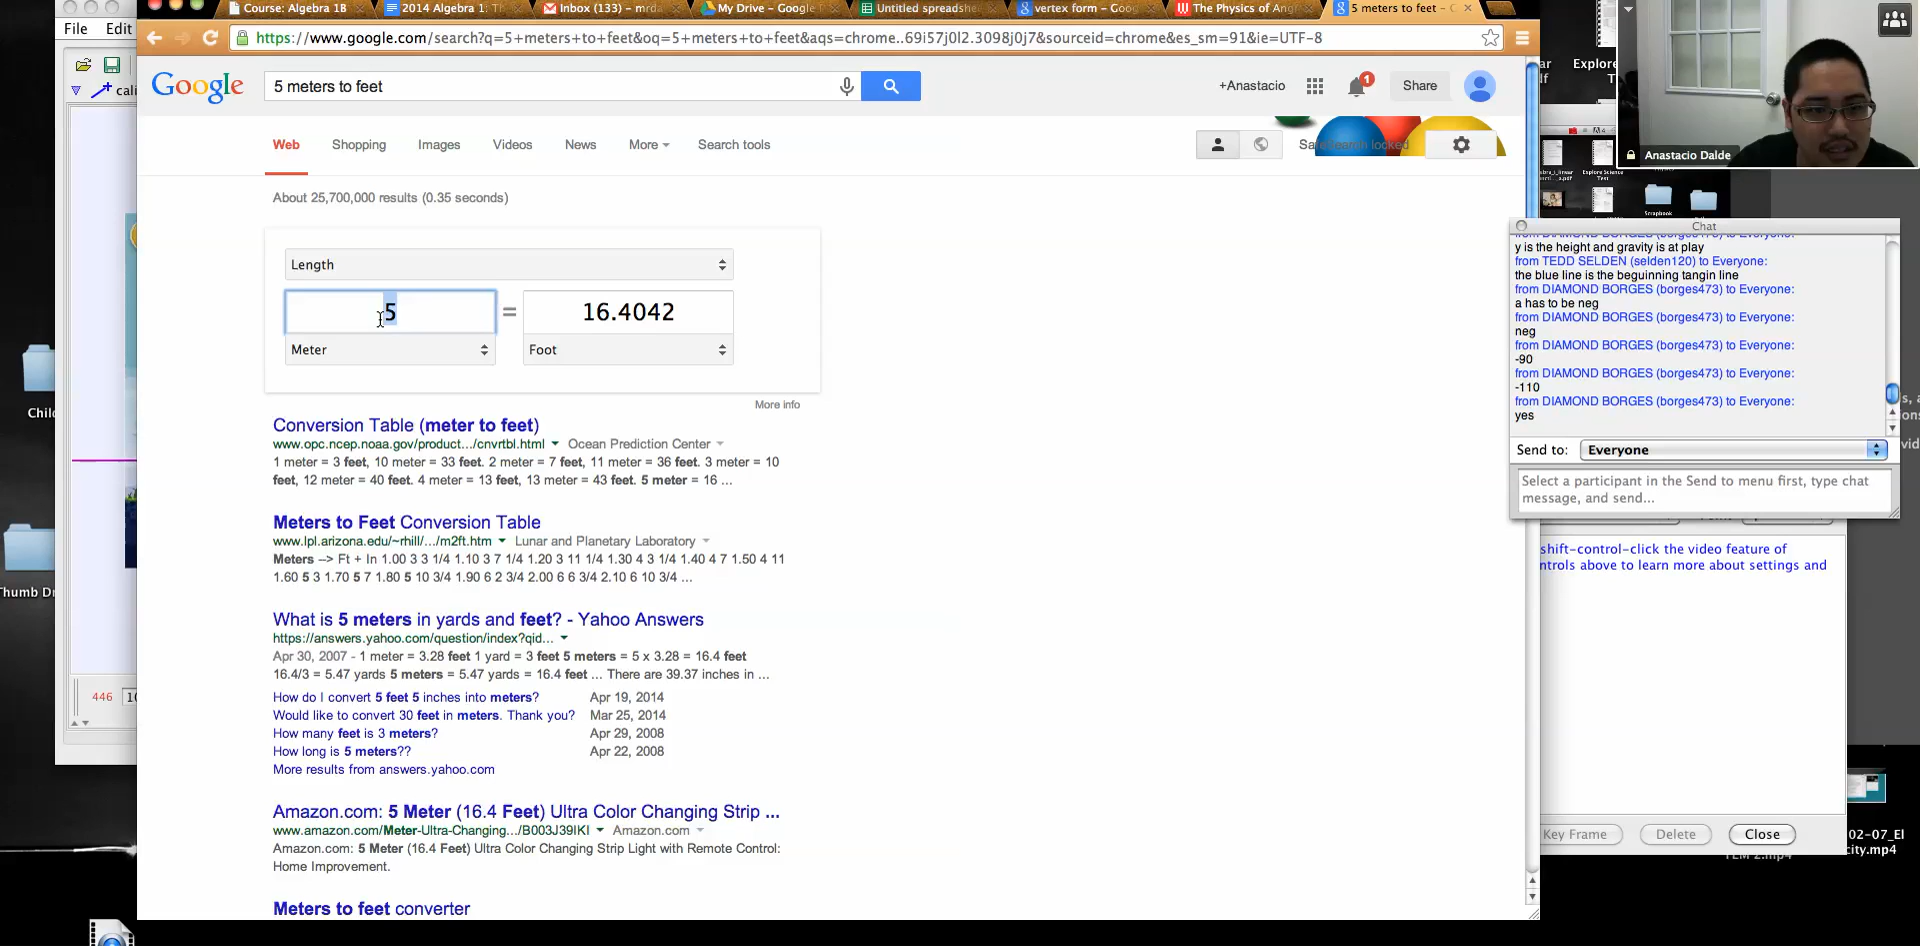 File Edit
Course: Algebra 1B
2014 Algebra 1:
Inbox (133) - mrda
My Drive - Google
Untitled spreadshe
vertex form - Goog
The Physics of Ang
5 meters to feet - G
https://www.google.com/search?q=5+meters+to+feet&oq=5+meters+to+feet&aqs=chrome..69i57j0l2.3098j0j7&sourceid=chrome&es_sm=91&ie=UTF-8
Google
5 meters to feet
+Anastacio
1
Share
Web
Shopping
Images
Videos
News
More
Search tools
SafeSearch locked
About 25,700,000 results (0.35 seconds)
Length
5 = 16.4042
Meter
Foot
More info
Conversion Table (meter to feet)
www.opc.ncep.noaa.gov/product.../cnvrtbl.html Ocean Prediction Center
1 meter = 3 feet, 10 meter = 33 feet. 2 meter = 7 feet, 11 meter = 36 feet. 3 meter = 10
feet, 12 meter = 40 feet. 4 meter = 13 feet, 13 meter = 43 feet. 5 meter = 16 ...
Meters to Feet Conversion Table
www.lpl.arizona.edu/~rhill/.../m2ft.htm Lunar and Planetary Laboratory
Meters --> Ft + In 1.00 3 3 1/4 1.10 3 7 1/4 1.20 3 11 1/4 1.30 4 3 1/4 1.40 4 7 1.50 4 11
1.60 5 3 1.70 5 7 1.80 5 10 3/4 1.90 6 2 3/4 2.00 6 6 3/4 2.10 6 10 3/4 ...
What is 5 meters in yards and feet? - Yahoo Answers
https://answers.yahoo.com/question/index?qid...
Apr 30, 2007 - 1 meter = 3.28 feet 1 yard = 3 feet 5 meters = 5 x 3.28 = 16.4 feet
16.4/3 = 5.47 yards 5 meters = 5.47 yards = 16.4 feet ... There are 39.37 inches in ...
How do I convert 5 feet 5 inches into meters? Apr 19, 2014
Would like to convert 30 feet in meters. Thank you? Mar 25, 2014
How many feet is 3 meters? Apr 29, 2008
How long is 5 meters?? Apr 22, 2008
More results from answers.yahoo.com
Amazon.com: 5 Meter (16.4 Feet) Ultra Color Changing Strip ...
www.amazon.com/Meter-Ultra-Changing.../B003J39IKI Amazon.com
Amazon.com: 5 Meter (16.4 Feet) Ultra Color Changing Strip Light with Remote Control:
Home Improvement.
Meters to feet converter
cali
446
Child
Thumb Dr
Explore
Explore Science
Test
Scrapbook
Anastacio Dalde
Chat
from DIAMOND BORGES (borges473) to Everyone:
y is the height and gravity is at play
from TEDD SELDEN (selden120) to Everyone:
the blue line is the beguinning tangin line
from DIAMOND BORGES (borges473) to Everyone:
a has to be neg
from DIAMOND BORGES (borges473) to Everyone:
neg
from DIAMOND BORGES (borges473) to Everyone:
-90
from DIAMOND BORGES (borges473) to Everyone:
-110
from DIAMOND BORGES (borges473) to Everyone:
yes
Send to: Everyone
Select a participant in the Send to menu first, type chat
message, and send...
shift-control-click the video feature of
ntrols above to learn more about settings and
Key Frame
Delete
Close
02-07_El
city.mp4